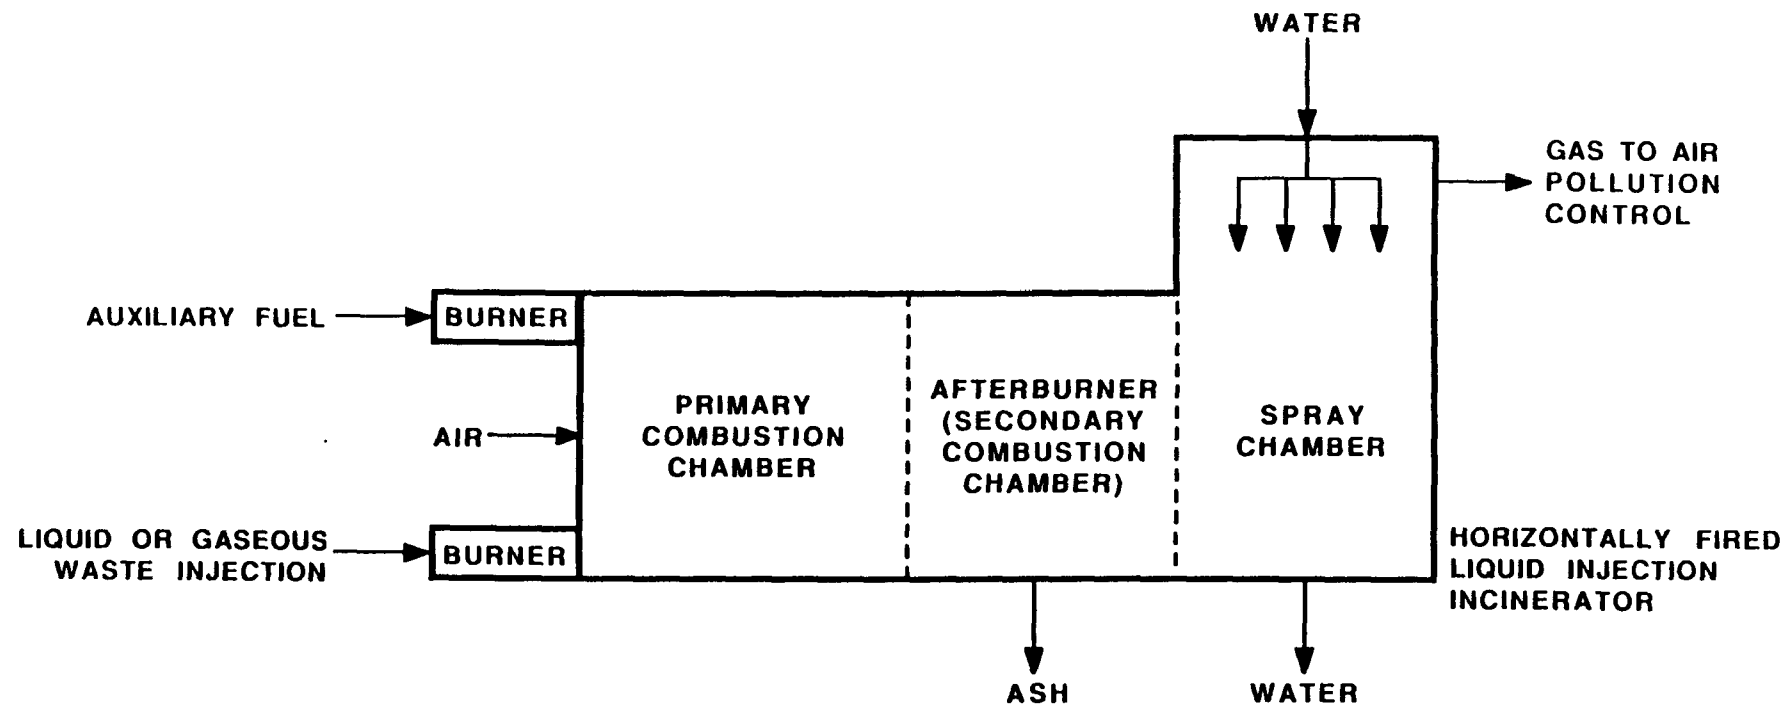 WATER
GAS TO AIR
POLLUTION
CONTROL
AUXILIARY FUEL
BURNER
PRIMARY
COMBUSTION
CHAMBER
AFTERBURNER
(SECONDARY
COMBUSTION
CHAMBER)
SPRAY
CHAMBER
AIR
LIQUID OR GASEOUS
WASTE INJECTION
BURNER
HORIZONTALLY FIRED
LIQUID INJECTION
INCINERATOR
ASH
WATER